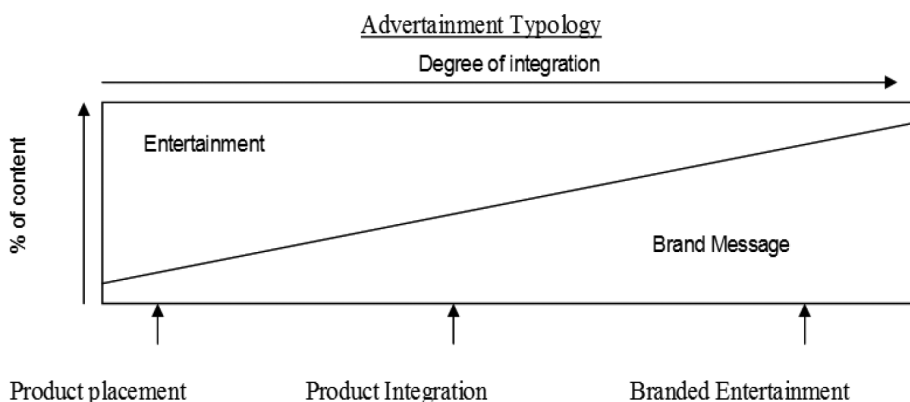 Advertainment Typology
Degree of integration
% of content
Entertainment
Brand Message
Product placement
Product Integration
Branded Entertainment